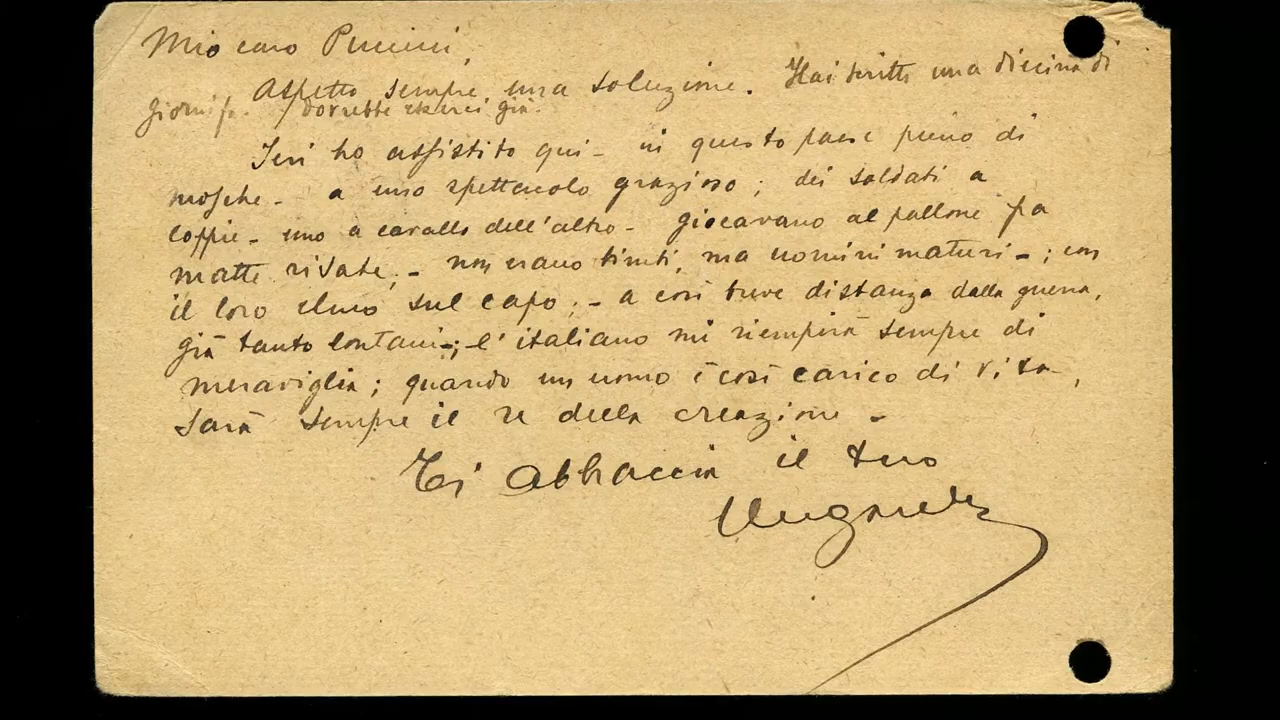 Mio caro Puccini,
Aspetto sempre una soluzione. Hai scritto una diecina di
giorni fa. Dovrebbe esserci già.
Ieri ho assistito qui - in questo paese pieno di
mosche - a uno spettacolo grazioso; dei soldati a
coppie - uno a cavallo dell'altro - giocavano al pallone fra
matte risate; - non erano tinti, ma uomini maturi -; con
il loro elmo sul capo; - a così breve distanza dalla guerra,
già tanto lontani -; l'italiano mi riempirà sempre di
meraviglia; quando un uomo è così carico di vita,
sarà sempre il re della creazione -
Ti abbraccia il tuo
Ungaretti